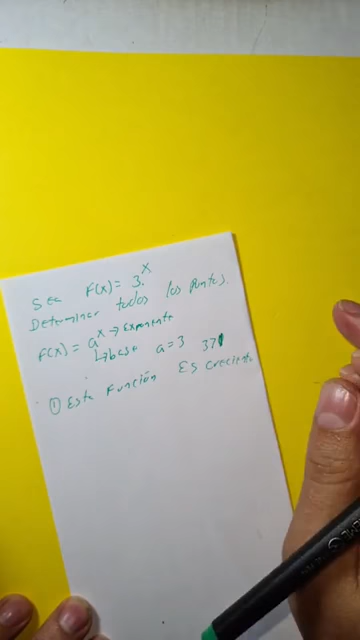 Sea F(x) = 3^x
Determinar todos los puntos.
F(x) = a^x → Exponente
↳ base a = 3 3>1
① Esta Función Es creciente